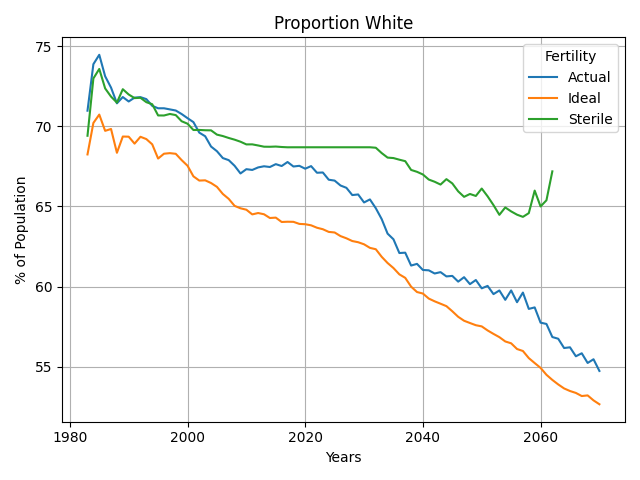 Proportion White
75
70
65
60
55
% of Population
1980
2000
2020
2040
2060
Years
Fertility
Actual
Ideal
Sterile